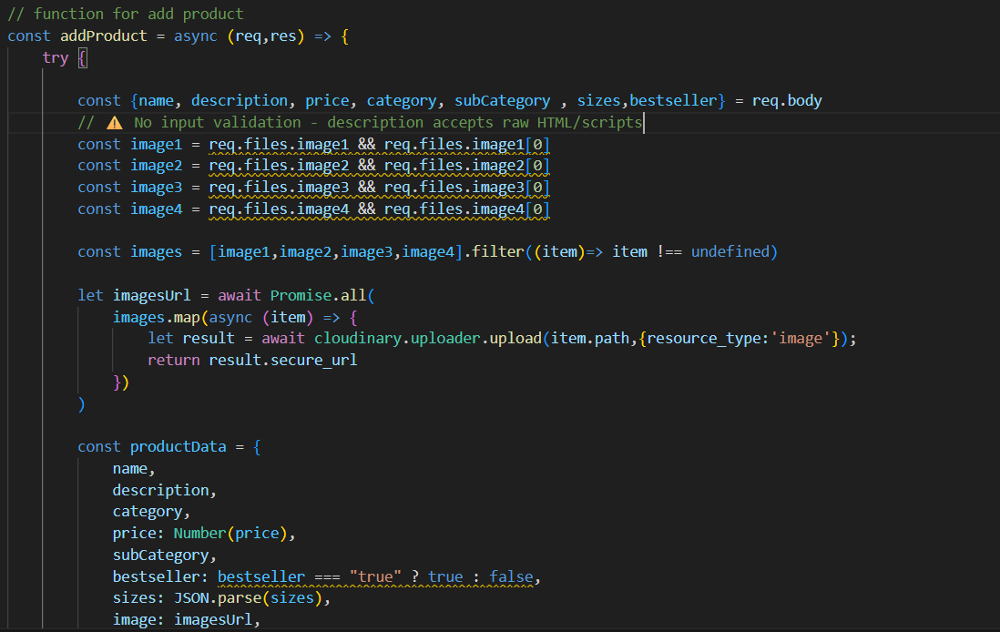 // function for add product
const addProduct = async (req,res) => {
try {
const {name, description, price, category, subCategory , sizes,bestseller} = req.body
// ⚠ No input validation - description accepts raw HTML/scripts
const image1 = req.files.image1 && req.files.image1[0]
const image2 = req.files.image2 && req.files.image2[0]
const image3 = req.files.image3 && req.files.image3[0]
const image4 = req.files.image4 && req.files.image4[0]
const images = [image1,image2,image3,image4].filter((item)=> item !== undefined)
let imagesUrl = await Promise.all(
images.map(async (item) => {
let result = await cloudinary.uploader.upload(item.path,{resource_type:'image'});
return result.secure_url
})
)
const productData = {
name,
description,
category,
price: Number(price),
subCategory,
bestseller: bestseller === "true" ? true : false,
sizes: JSON.parse(sizes),
image: imagesUrl,